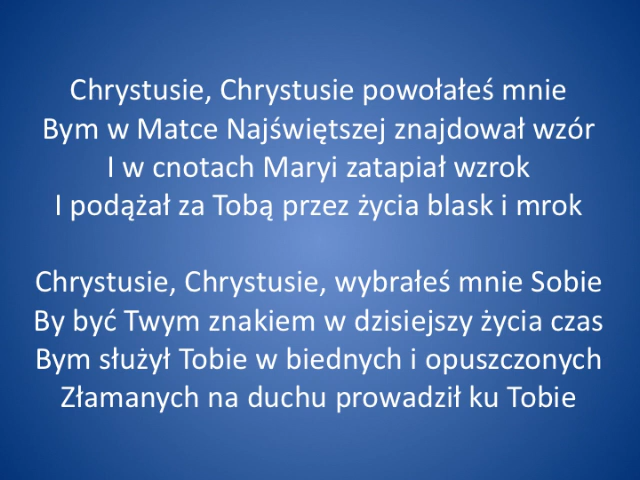 Chrystusie, Chrystusie powołałeś mnie
Bym w Matce Najświętszej znajdował wzór
I w cnotach Maryi zatapiał wzrok
I podążał za Tobą przez życia blask i mrok
Chrystusie, Chrystusie, wybrałeś mnie Sobie
By być Twym znakiem w dzisiejszy życia czas
Bym służył Tobie w biednych i opuszczonych
Złamanych na duchu prowadził ku Tobie